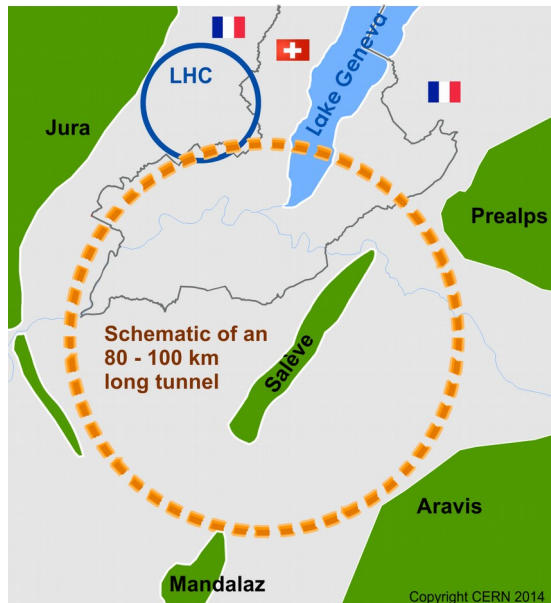 LHC
Lake Geneva
Jura
Prealps
Schematic of an
80 - 100 km
long tunnel
Salève
Aravis
Mandalaz
Copyright CERN 2014